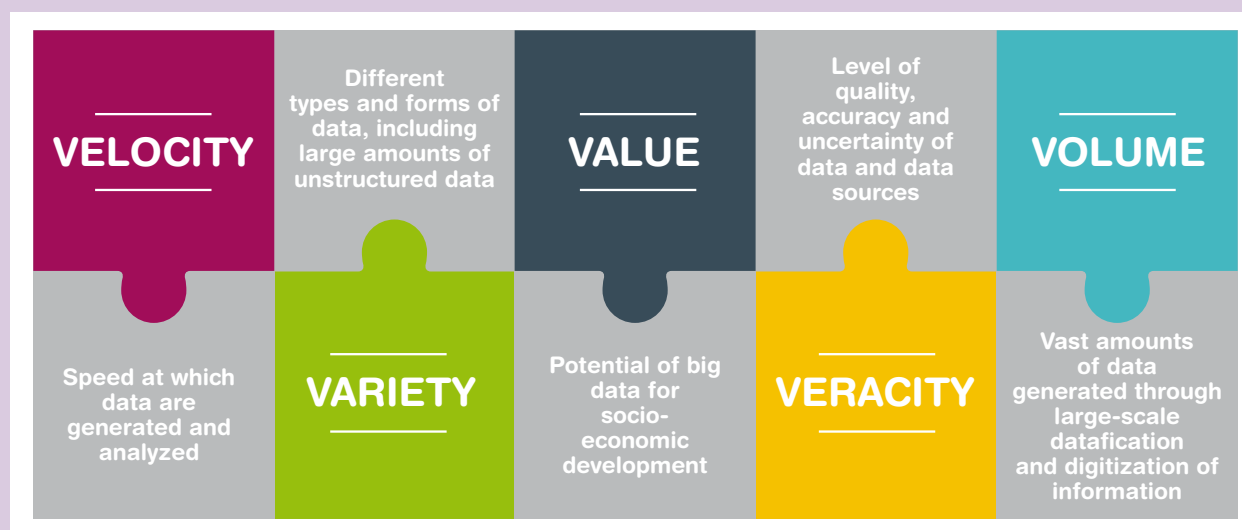 VELOCITY
Speed at which
data are
generated and
analyzed
Different
types and forms of
data, including
large amounts of
unstructured data
VARIETY
VALUE
Potential of big
data for
socio-
economic
development
Level of
quality,
accuracy and
uncertainty of
data and data
sources
VERACITY
VOLUME
Vast amounts
of data
generated through
large-scale
datafication
and digitization of
information